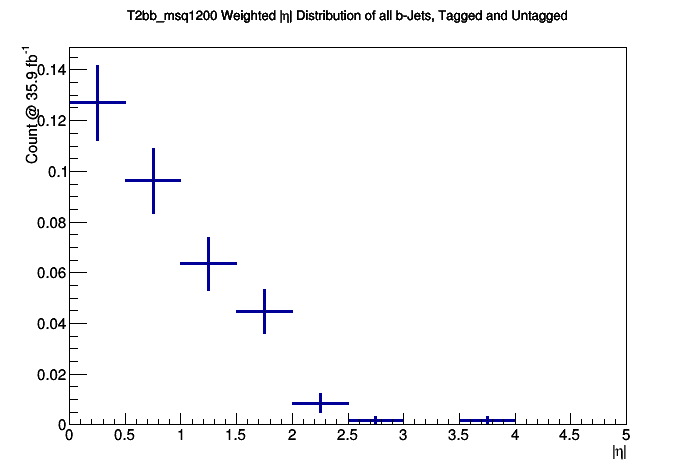 T2bb_msq1200 Weighted |η| Distribution of all b-Jets, Tagged and Untagged
Count @ 35.9 fb⁻¹
0.14
0.12
0.1
0.08
0.06
0.04
0.02
0
0 0.5 1 1.5 2 2.5 3 3.5 4 4.5 5
|η|